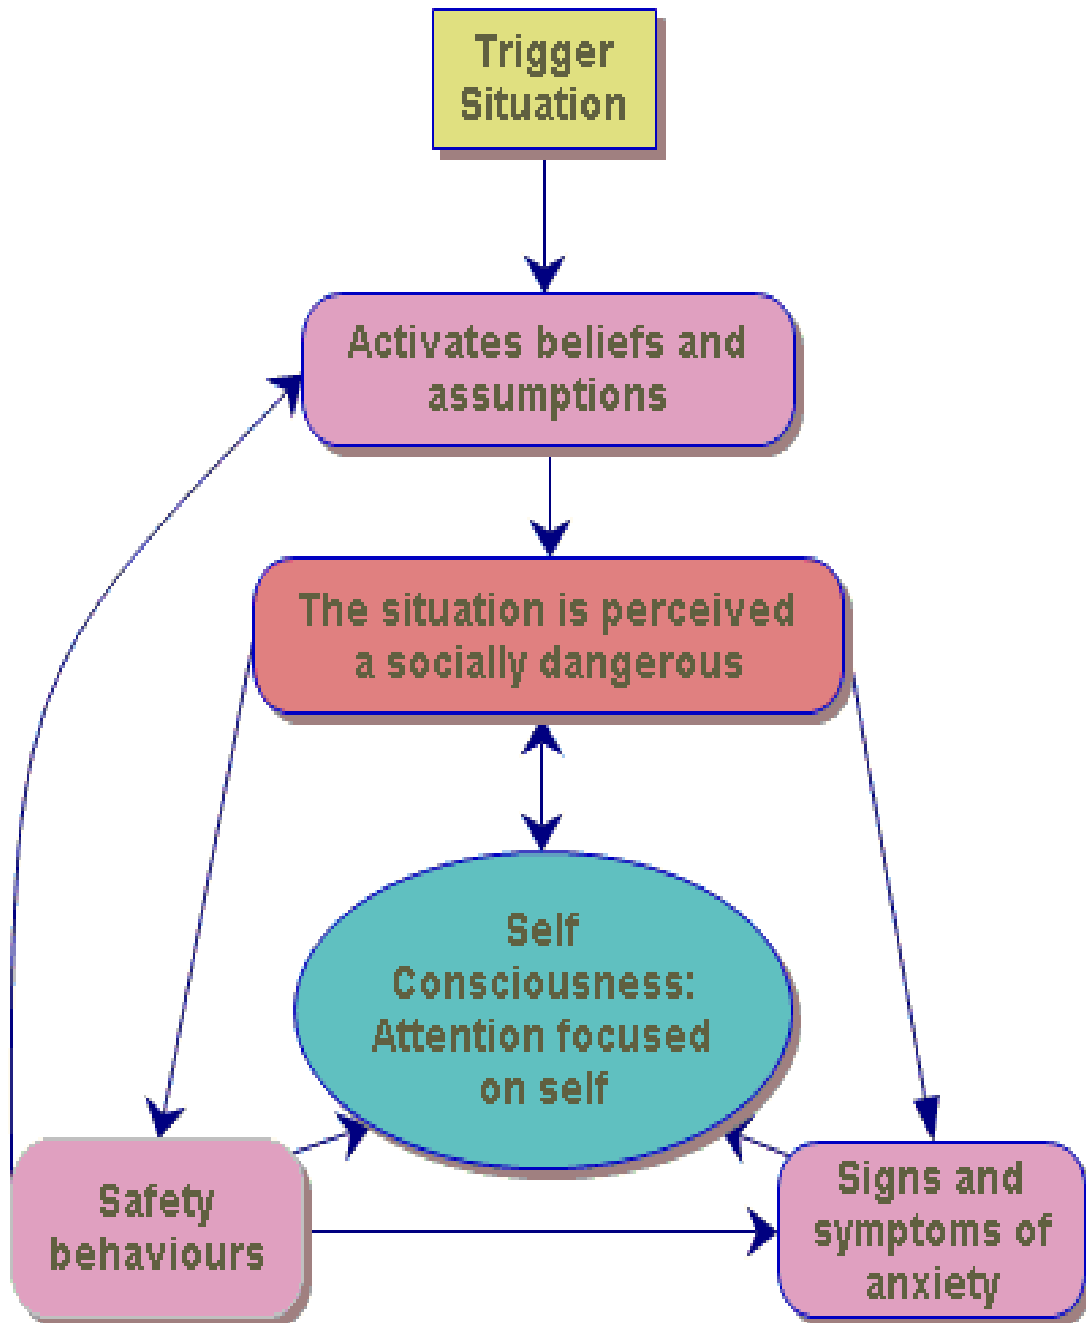 Trigger
Situation
Activates beliefs and
assumptions
The situation is perceived
a socially dangerous
Self
Consciousness:
Attention focused
on self
Safety
behaviours
Signs and
symptoms of
anxiety